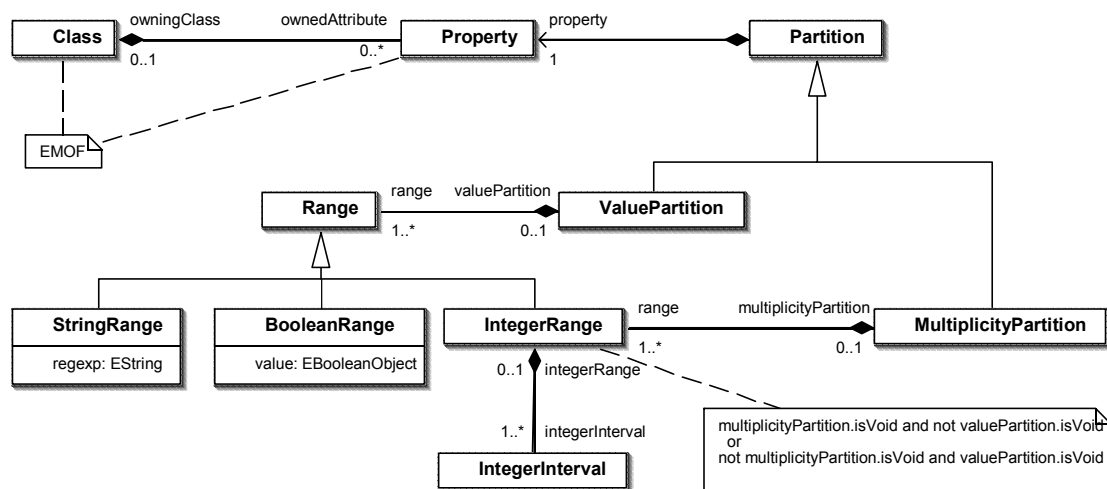 owningClass ownedAttribute property
Class Property Partition
0..1 0..* 1
EMOF
range valuePartition
Range ValuePartition
1..* 0..1
StringRange BooleanRange IntegerRange range multiplicityPartition MultiplicityPartition
regexp: EString value: EBooleanObject 1..* 0..1
0..1 integerRange
multiplicityPartition.isVoid and not valuePartition.isVoid
1..* integerInterval or
not multiplicityPartition.isVoid and valuePartition.isVoid
IntegerInterval